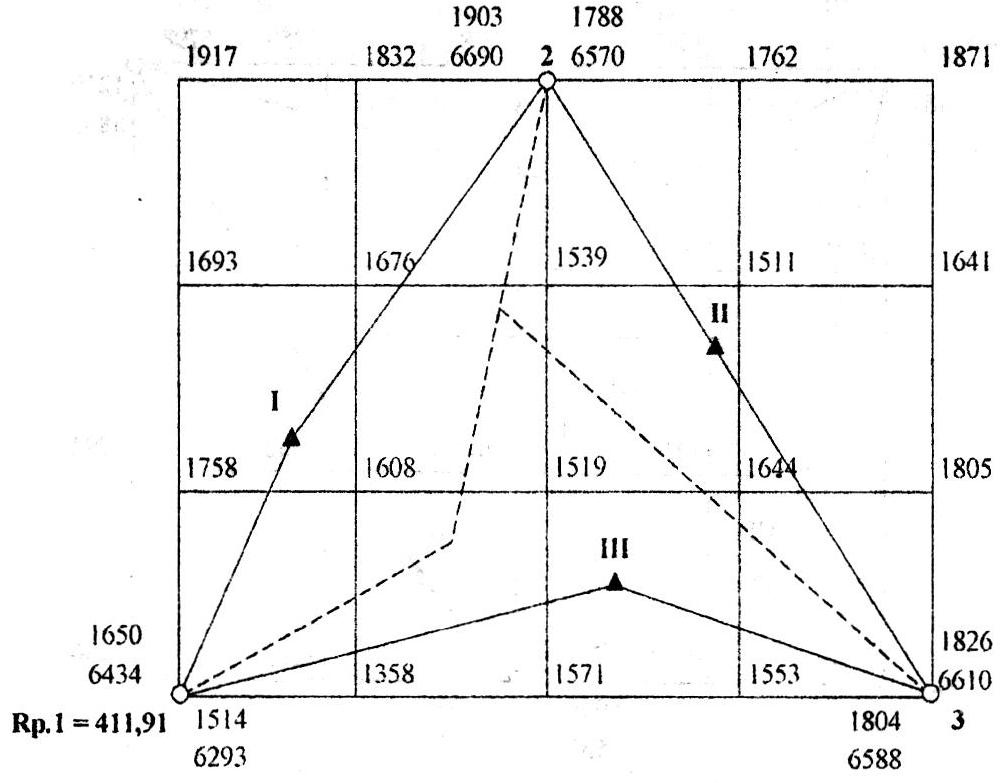 1903 1788
1917 1832 6690 2 6570 1762 1871
1693 1676 1539 1511 1641
II
I
1758 1608 1519 1644 1805
III
1650 1826
6434 1358 1571 1553 6610
Rp.1 = 411,91 1514 1804 3
6293 6588